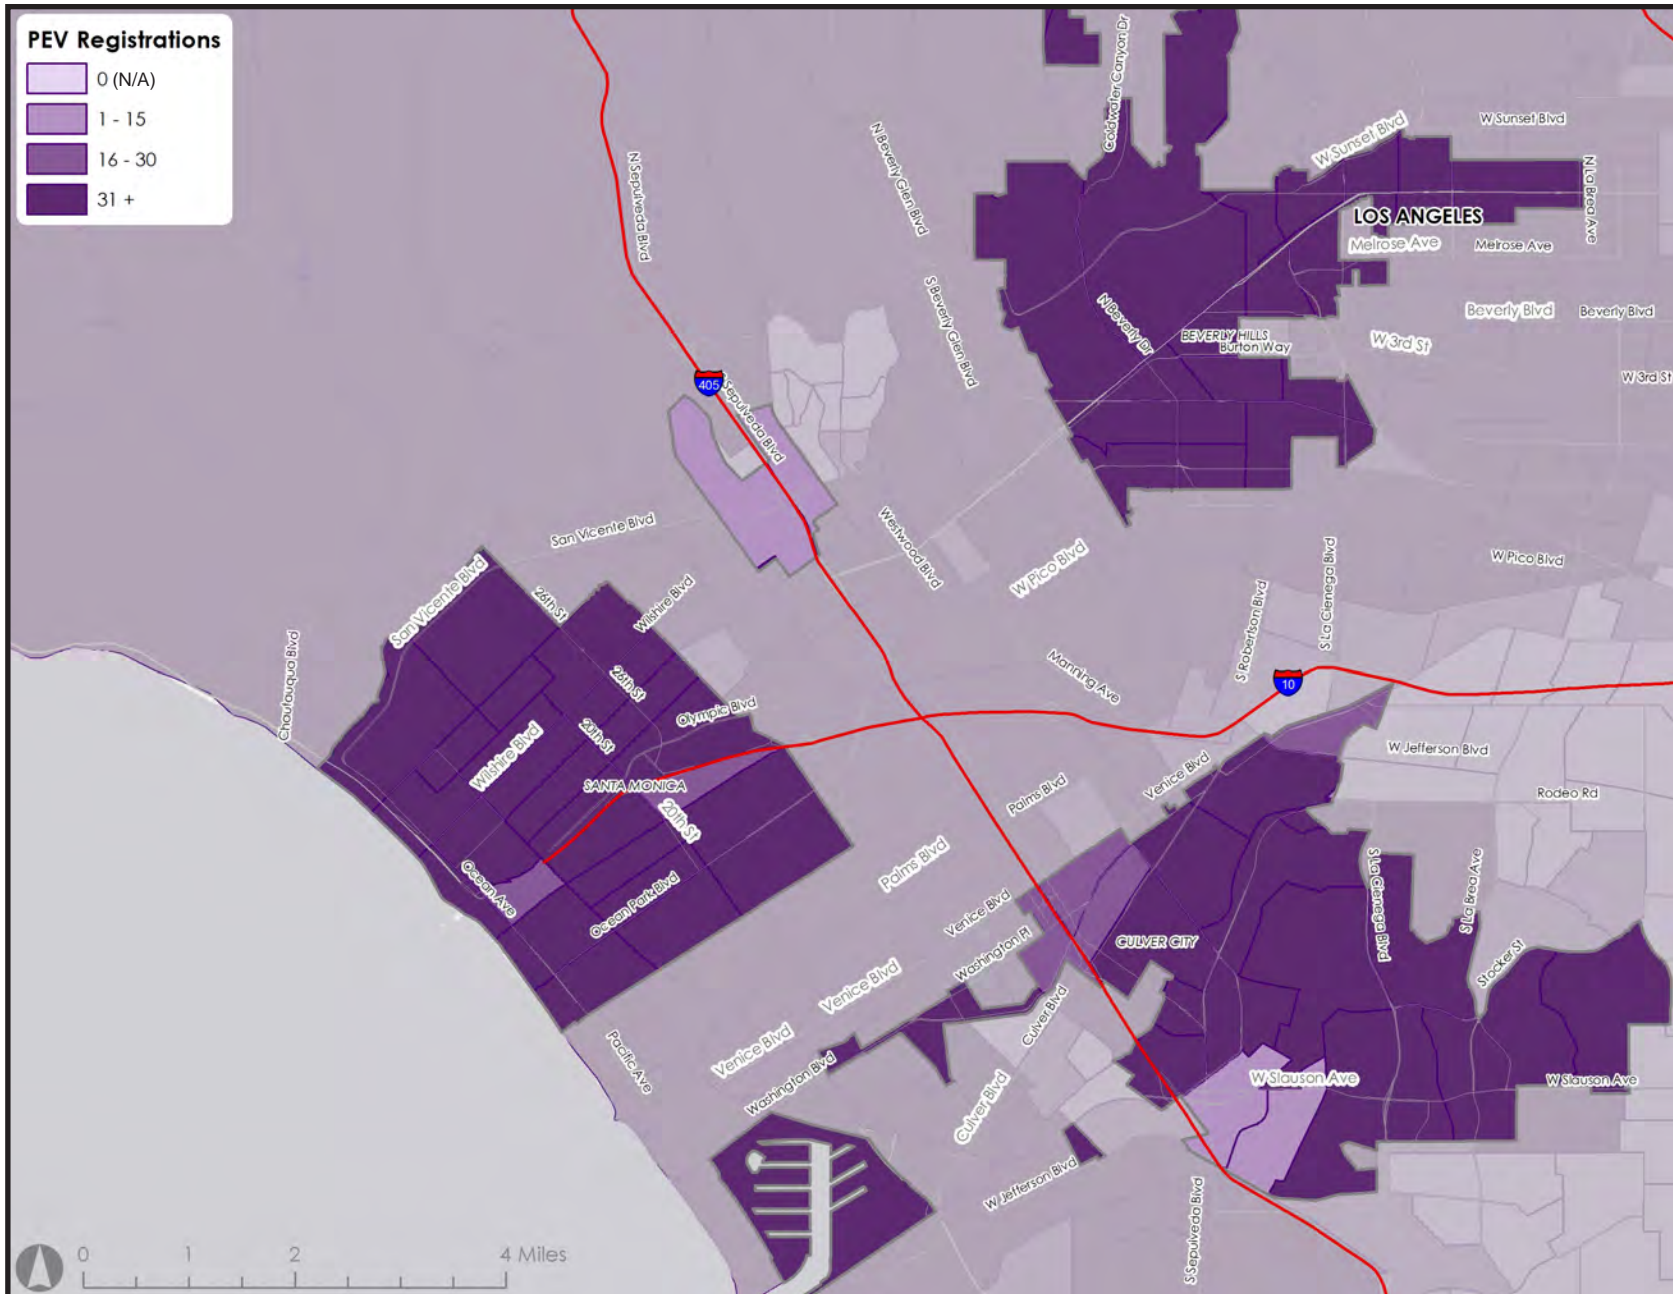 PEV Registrations
0 (N/A)
1 - 15
16 - 30
31 +
Coldwater Canyon Dr
W Sunset Blvd
W Sunset Blvd
N Beverly Glen Blvd
N Sepulveda Blvd
N La Brea Ave
LOS ANGELES
Melrose Ave
Melrose Ave
S Beverly Glen Blvd
N Beverly Dr
Beverly Blvd
Beverly Blvd
BEVERLY HILLS
Burton Way
W 3rd St
W 3rd St
405
Sepulveda Blvd
San Vicente Blvd
Westwood Blvd
W Pico Blvd
W Pico Blvd
San Vicente Blvd
26th St
Wilshire Blvd
S Robertson Blvd
S La Cienega Blvd
Chautauqua Blvd
26th St
Manning Ave
10
Olympic Blvd
20th St
Wilshire Blvd
W Jefferson Blvd
SANTA MONICA
Venice Blvd
Palms Blvd
Rodeo Rd
20th St
Palms Blvd
Ocean Ave
Ocean Park Blvd
Venice Blvd
S La Cienega Blvd
S La Brea Ave
CULVER CITY
Washington Pl
Stocker St
Venice Blvd
Culver Blvd
Venice Blvd
Pacific Ave
Washington Blvd
W Slauson Ave
W Slauson Ave
Culver Blvd
W Jefferson Blvd
S Sepulveda Blvd
0 1 2 4 Miles